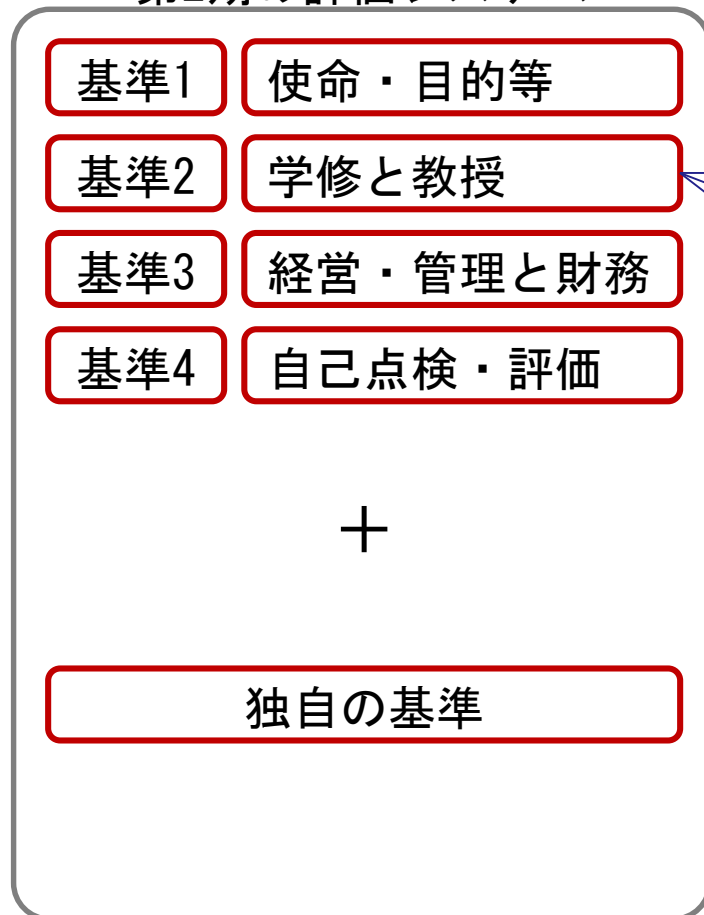 基準1 使命・目的等
基準2 学修と教授
基準3 経営・管理と財務
基準4 自己点検・評価
＋
独自の基準